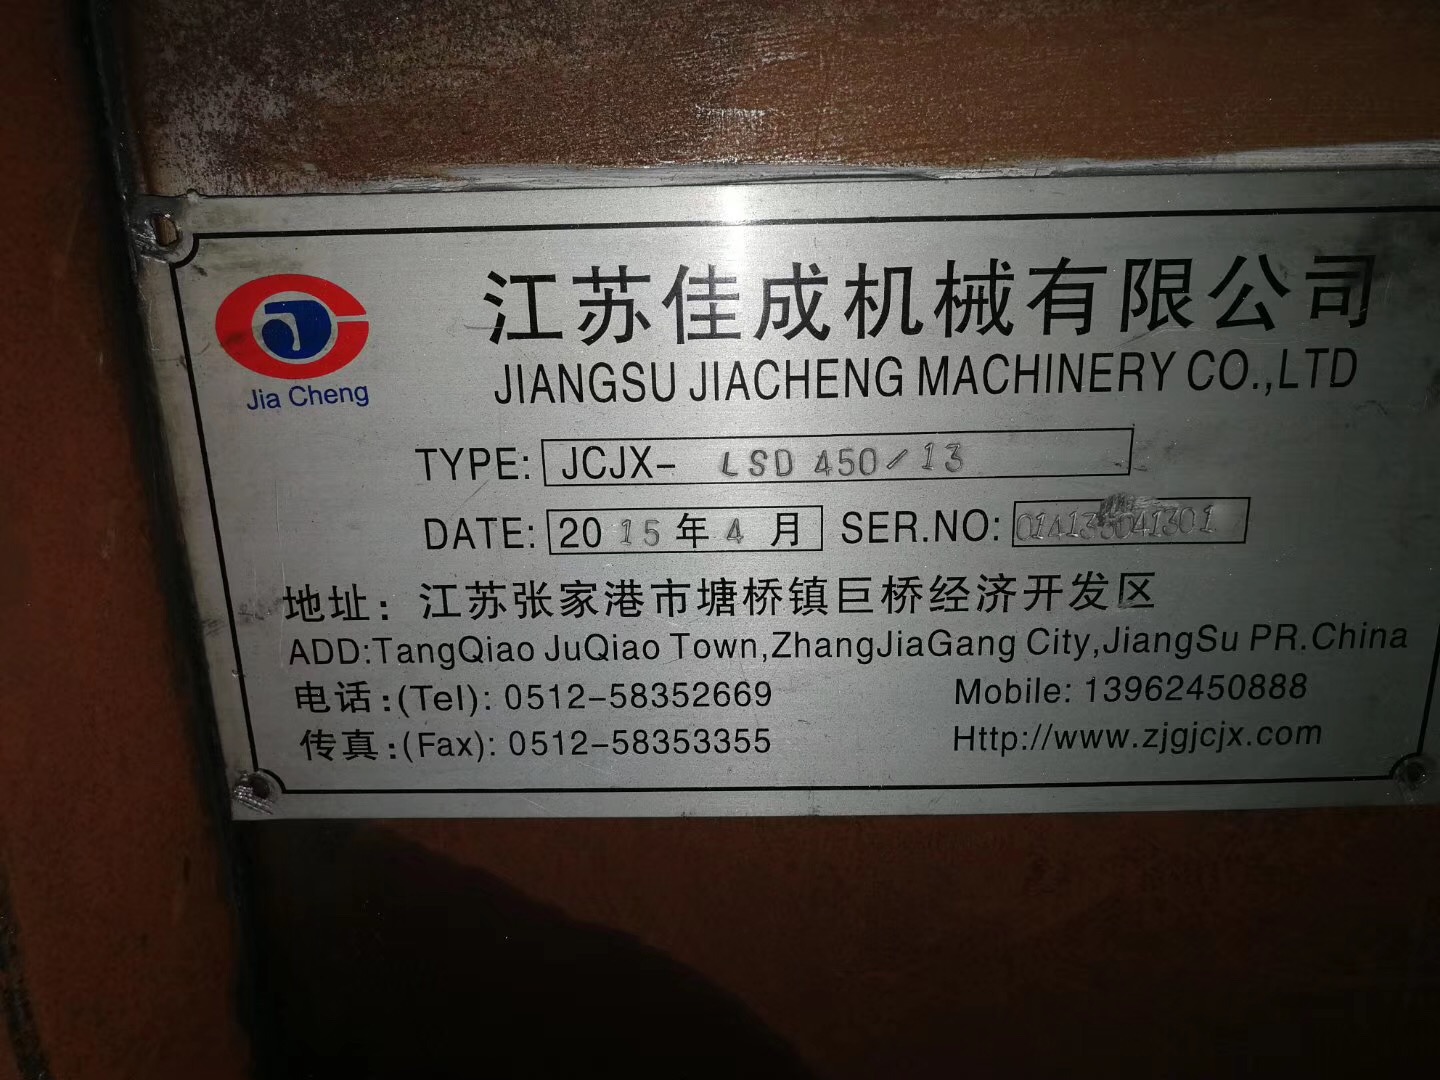 江苏佳成机械有限公司
Jia Cheng
JIANGSU JIACHENG MACHINERY CO.,LTD
TYPE: JCJX- LSD 450/13
DATE: 2015年4月 SER.NO:
地址: 江苏张家港市塘桥镇巨桥经济开发区
ADD:TangQiao JuQiao Town,ZhangJiaGang City,JiangSu PR.China
电话:(Tel): 0512-58352669 Mobile: 13962450888
传真:(Fax): 0512-58353355 Http://www.zjgjcjx.com